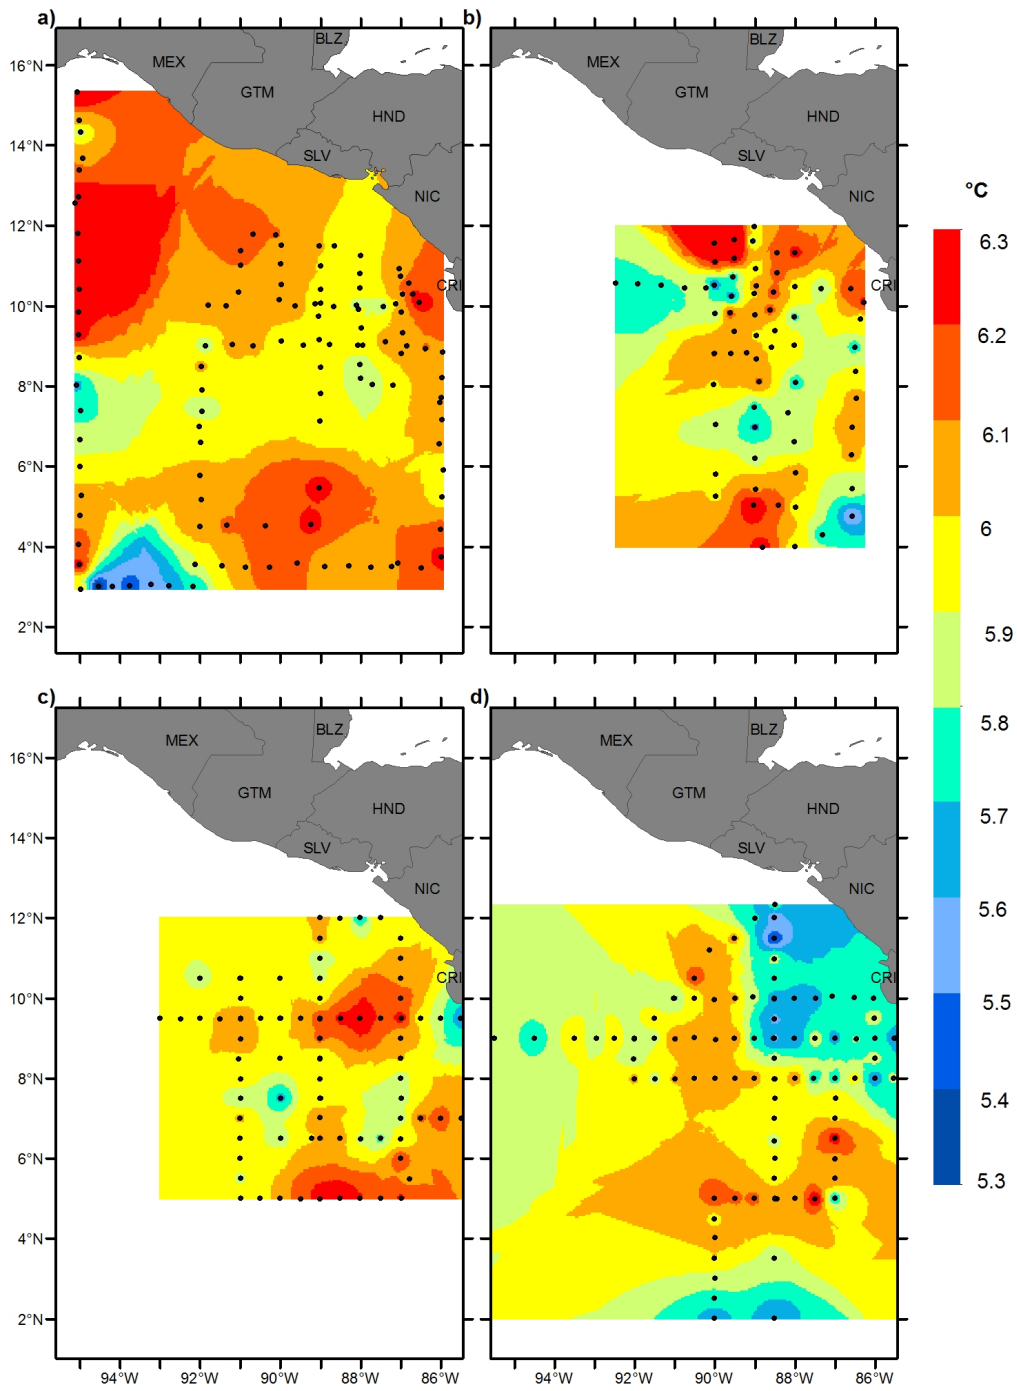 a)
b)
BLZ
MEX
GTM
HND
SLV
NIC
CRI
16°N
14°N
12°N
10°N
8°N
6°N
4°N
2°N
BLZ
MEX
GTM
HND
SLV
NIC
CRI
°C
6.3
6.2
6.1
6
5.9
5.8
5.7
5.6
5.5
5.4
5.3
c)
d)
BLZ
MEX
GTM
HND
SLV
NIC
CRI
16°N
14°N
12°N
10°N
8°N
6°N
4°N
2°N
94°W
92°W
90°W
88°W
86°W
BLZ
MEX
GTM
HND
SLV
NIC
CRI
94°W
92°W
90°W
88°W
86°W